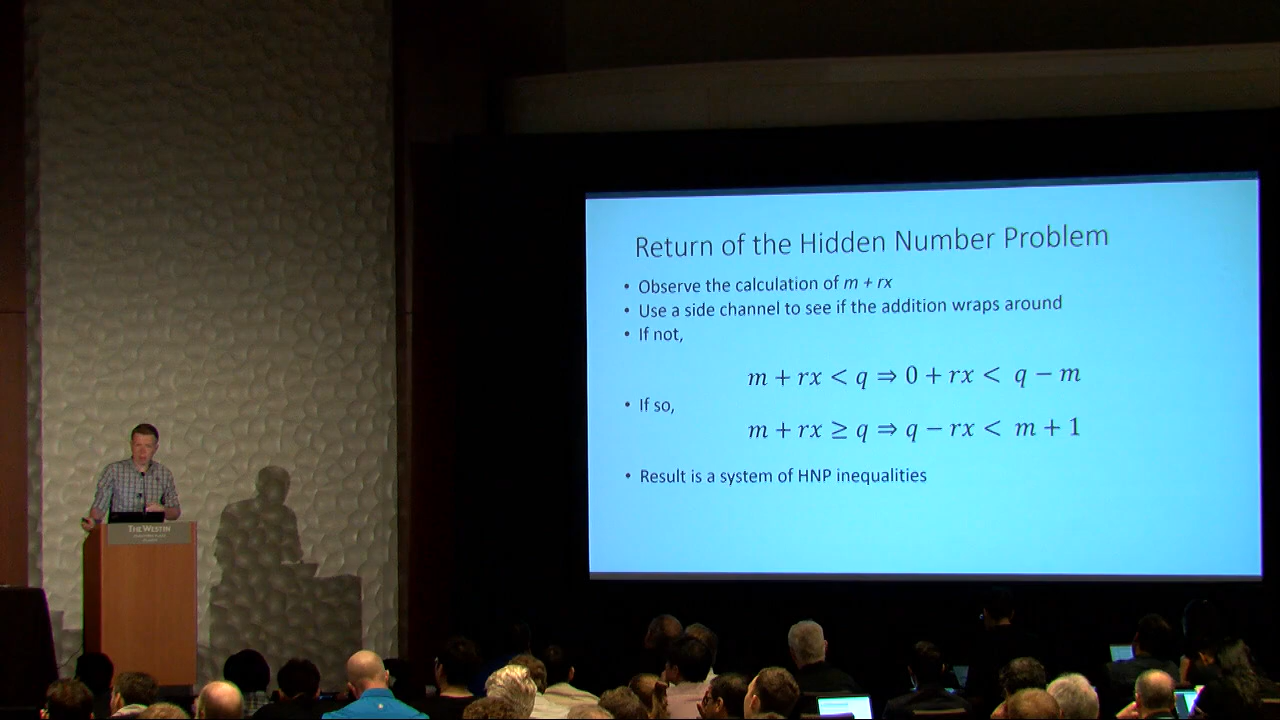 Return of the Hidden Number Problem
• Observe the calculation of m + rx
• Use a side channel to see if the addition wraps around
• If not,
m + rx < q ⇒ 0 + rx < q − m
• If so,
m + rx ≥ q ⇒ q − rx < m + 1
• Result is a system of HNP inequalities
THE WESTIN